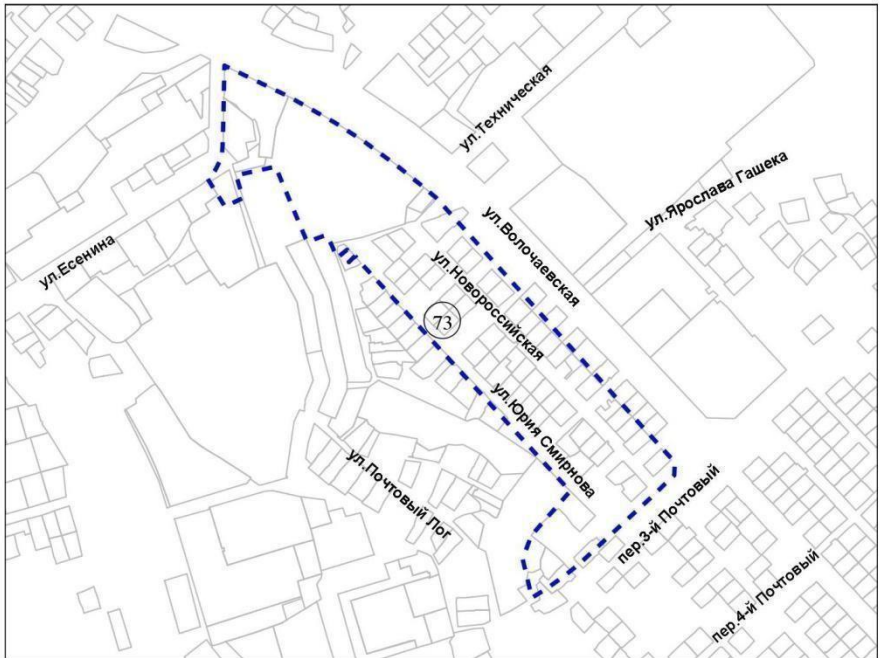 ул.Техническая
ул.Ярослава Гашека
ул.Волочаевская
ул.Есенина
ул.Новороссийская
73
ул.Юрия Смирнова
ул.Почтовый Лог
пер.3-й Почтовый
пер.4-й Почтовый